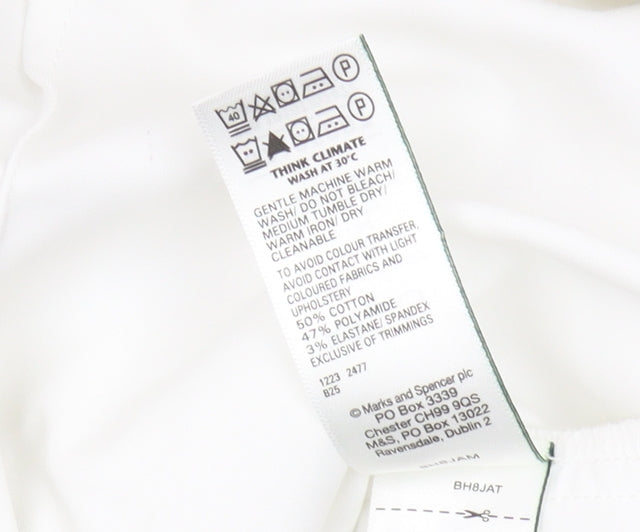 40 P
P
THINK CLIMATE
WASH AT 30°C
GENTLE MACHINE WARM
WASH/ DO NOT BLEACH/
MEDIUM TUMBLE DRY/
WARM IRON/ DRY
CLEANABLE
TO AVOID COLOUR TRANSFER,
AVOID CONTACT WITH LIGHT
COLOURED FABRICS AND
UPHOLSTERY
50% COTTON
47% POLYAMIDE
3% ELASTANE/ SPANDEX
EXCLUSIVE OF TRIMMINGS
1223 2477
B25
© Marks and Spencer plc
PO Box 3339
Chester CH99 9QS
M&S, PO Box 13022
Ravensdale, Dublin 2
BH8JAT